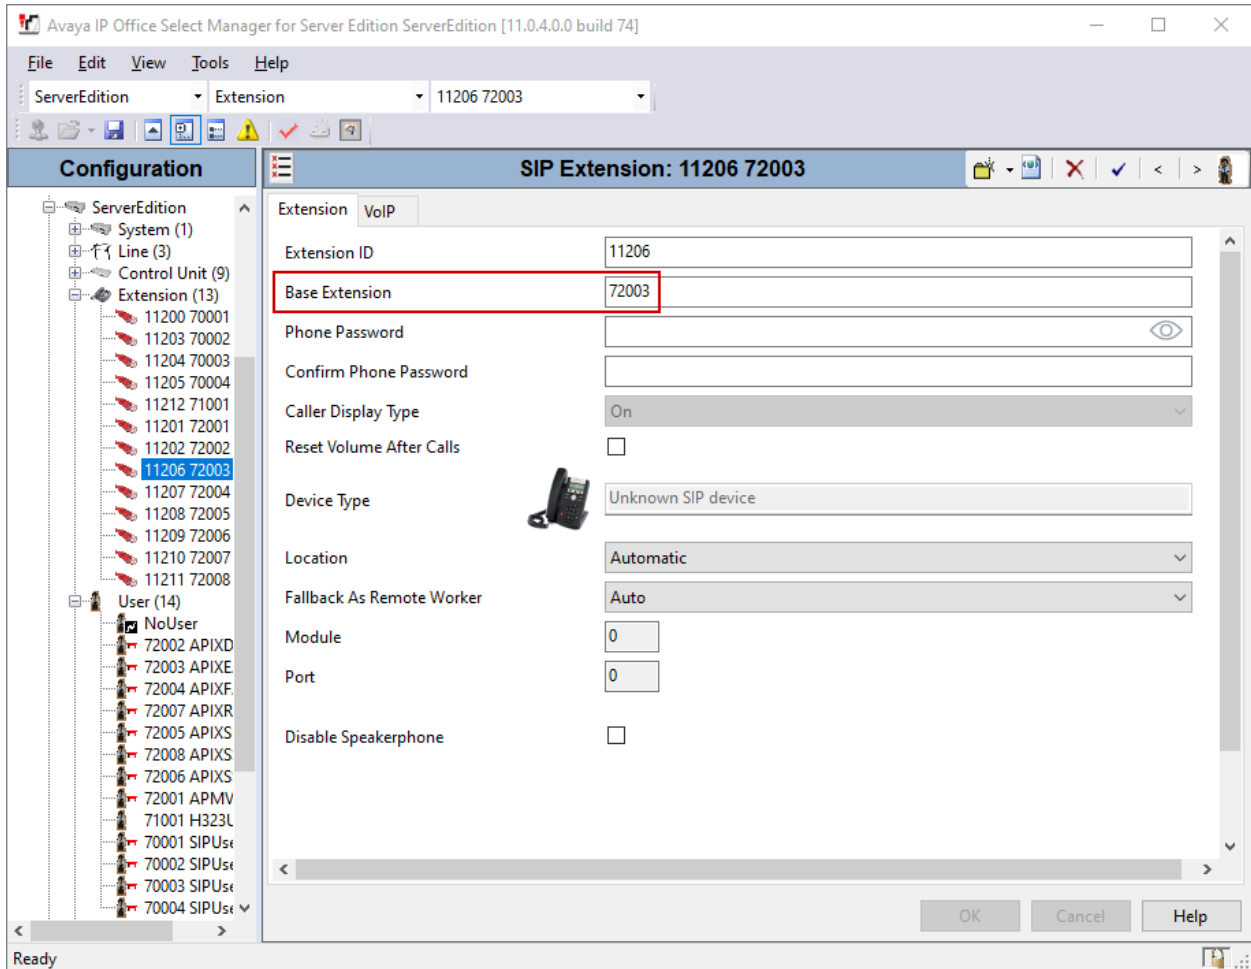 Avaya IP Office Select Manager for Server Edition ServerEdition [11.0.4.0.0 build 74]
File Edit View Tools Help
ServerEdition Extension 11206 72003
Configuration
ServerEdition
System (1)
Line (3)
Control Unit (9)
Extension (13)
11200 70001
11203 70002
11204 70003
11205 70004
11212 71001
11201 72001
11202 72002
11206 72003
11207 72004
11208 72005
11209 72006
11210 72007
11211 72008
User (14)
NoUser
72002 APIXD
72003 APIXE
72004 APIXF
72007 APIXR
72005 APIXS
72008 APIXS
72006 APIXS
72001 APMV
71001 H323U
70001 SIPUse
70002 SIPUse
70003 SIPUse
70004 SIPUse
SIP Extension: 11206 72003
Extension VoIP
Extension ID 11206
Base Extension 72003
Phone Password
Confirm Phone Password
Caller Display Type On
Reset Volume After Calls
Device Type Unknown SIP device
Location Automatic
Fallback As Remote Worker Auto
Module 0
Port 0
Disable Speakerphone
OK Cancel Help
Ready